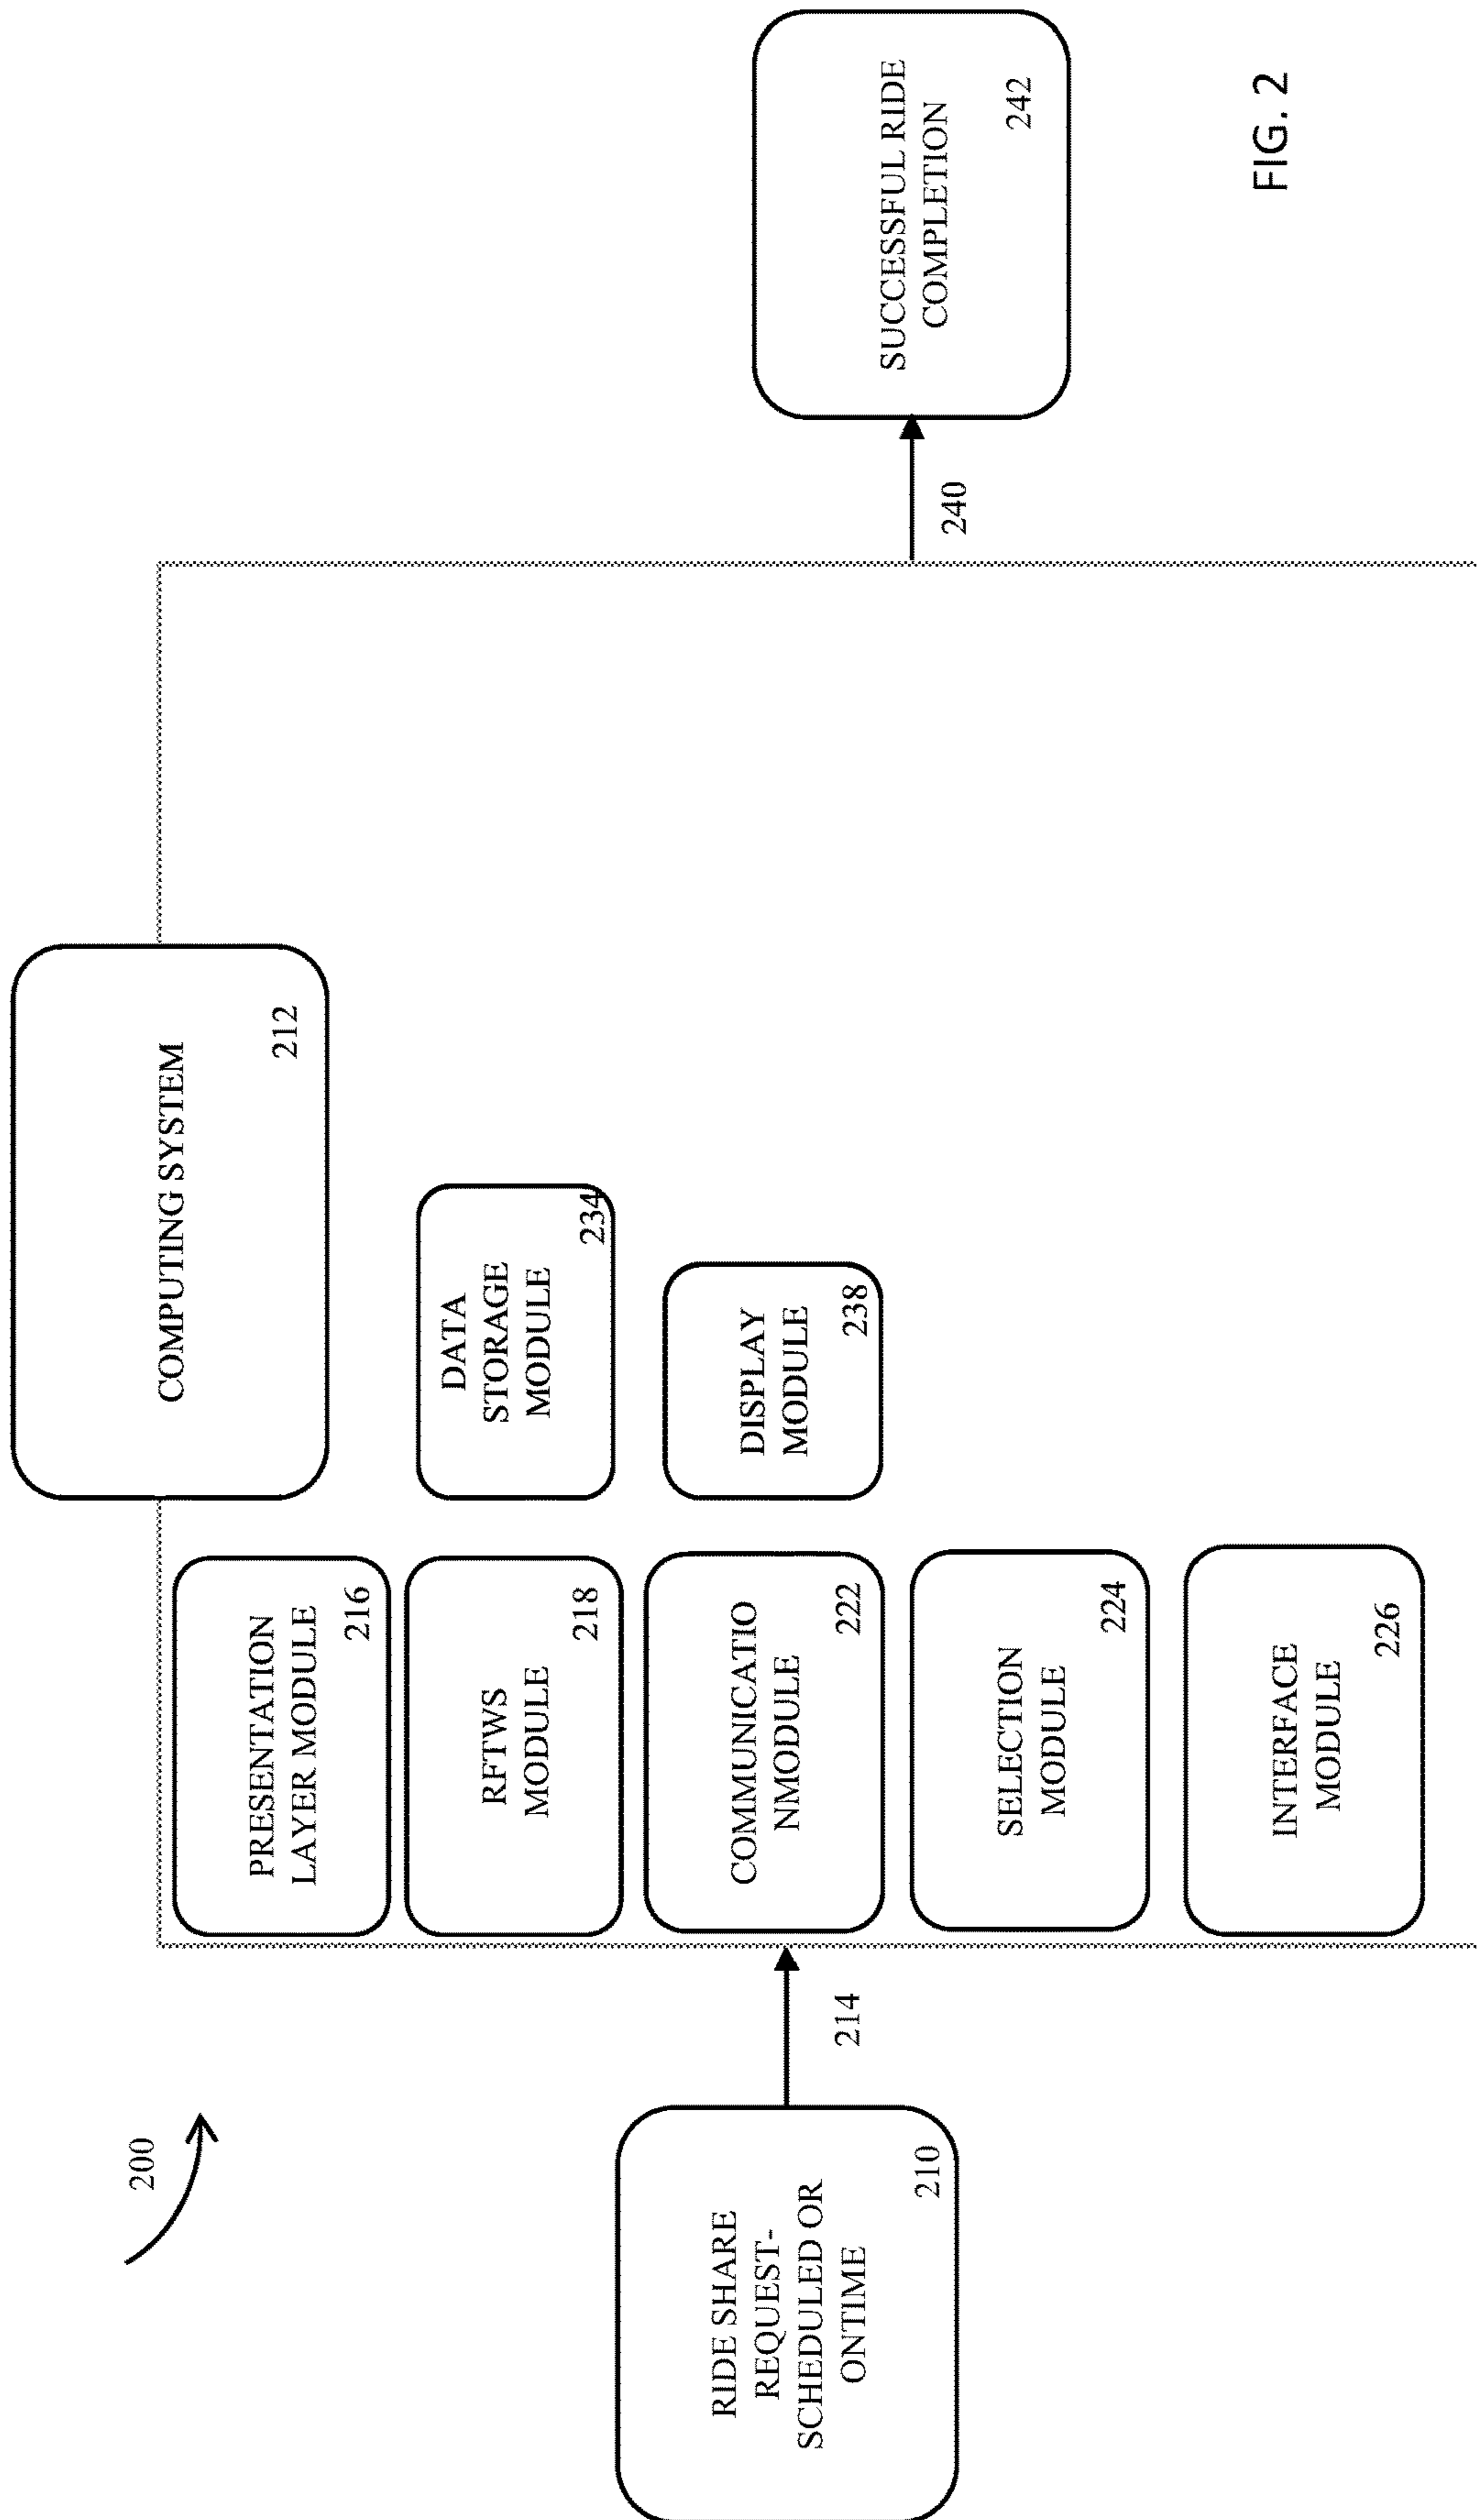 200
COMPUTING SYSTEM
212
RIDE SHARE
REQUEST-
SCHEDULED OR
ONTIME
210
214
PRESENTATION
LAYER MODULE
216
RFTWS
MODULE
218
COMMUNICATIO
NMODULE
222
SELECTION
MODULE
224
INTERFACE
MODULE
226
DATA
STORAGE
MODULE
234
DISPLAY
MODULE
238
240
SUCCESSFUL RIDE
COMPLETION
242
FIG. 2